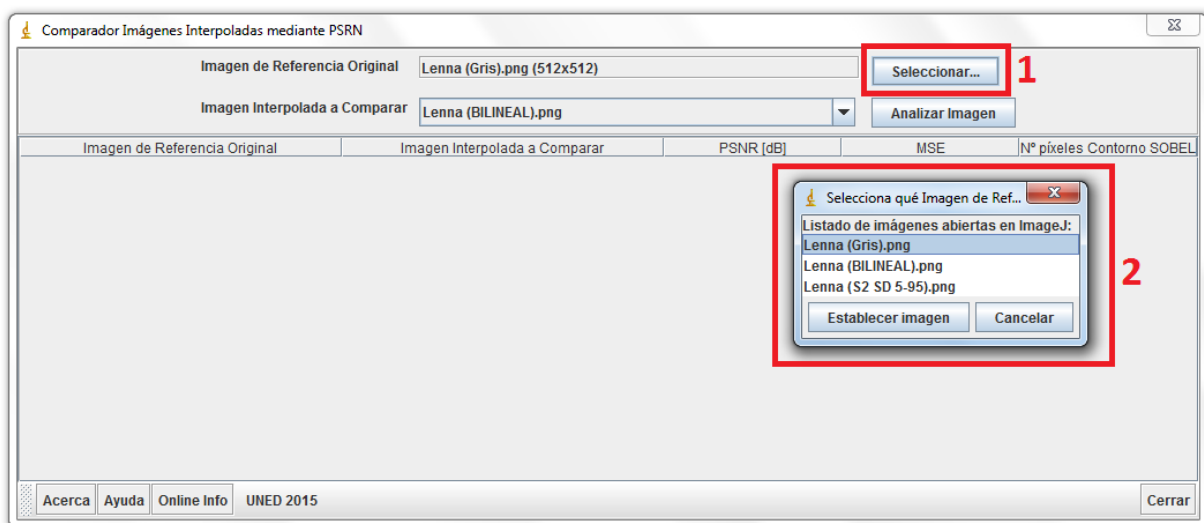 Comparador Imágenes Interpoladas mediante PSRN
Imagen de Referencia Original Lenna (Gris).png (512x512) Seleccionar... 1
Imagen Interpolada a Comparar Lenna (BILINEAL).png Analizar Imagen
Imagen de Referencia Original Imagen Interpolada a Comparar PSNR [dB] MSE Nº píxeles Contorno SOBEL
Selecciona qué Imagen de Ref...
Listado de imágenes abiertas en ImageJ:
Lenna (Gris).png
Lenna (BILINEAL).png 2
Lenna (S2 SD 5-95).png
Establecer imagen Cancelar
Acerca Ayuda Online Info UNED 2015 Cerrar